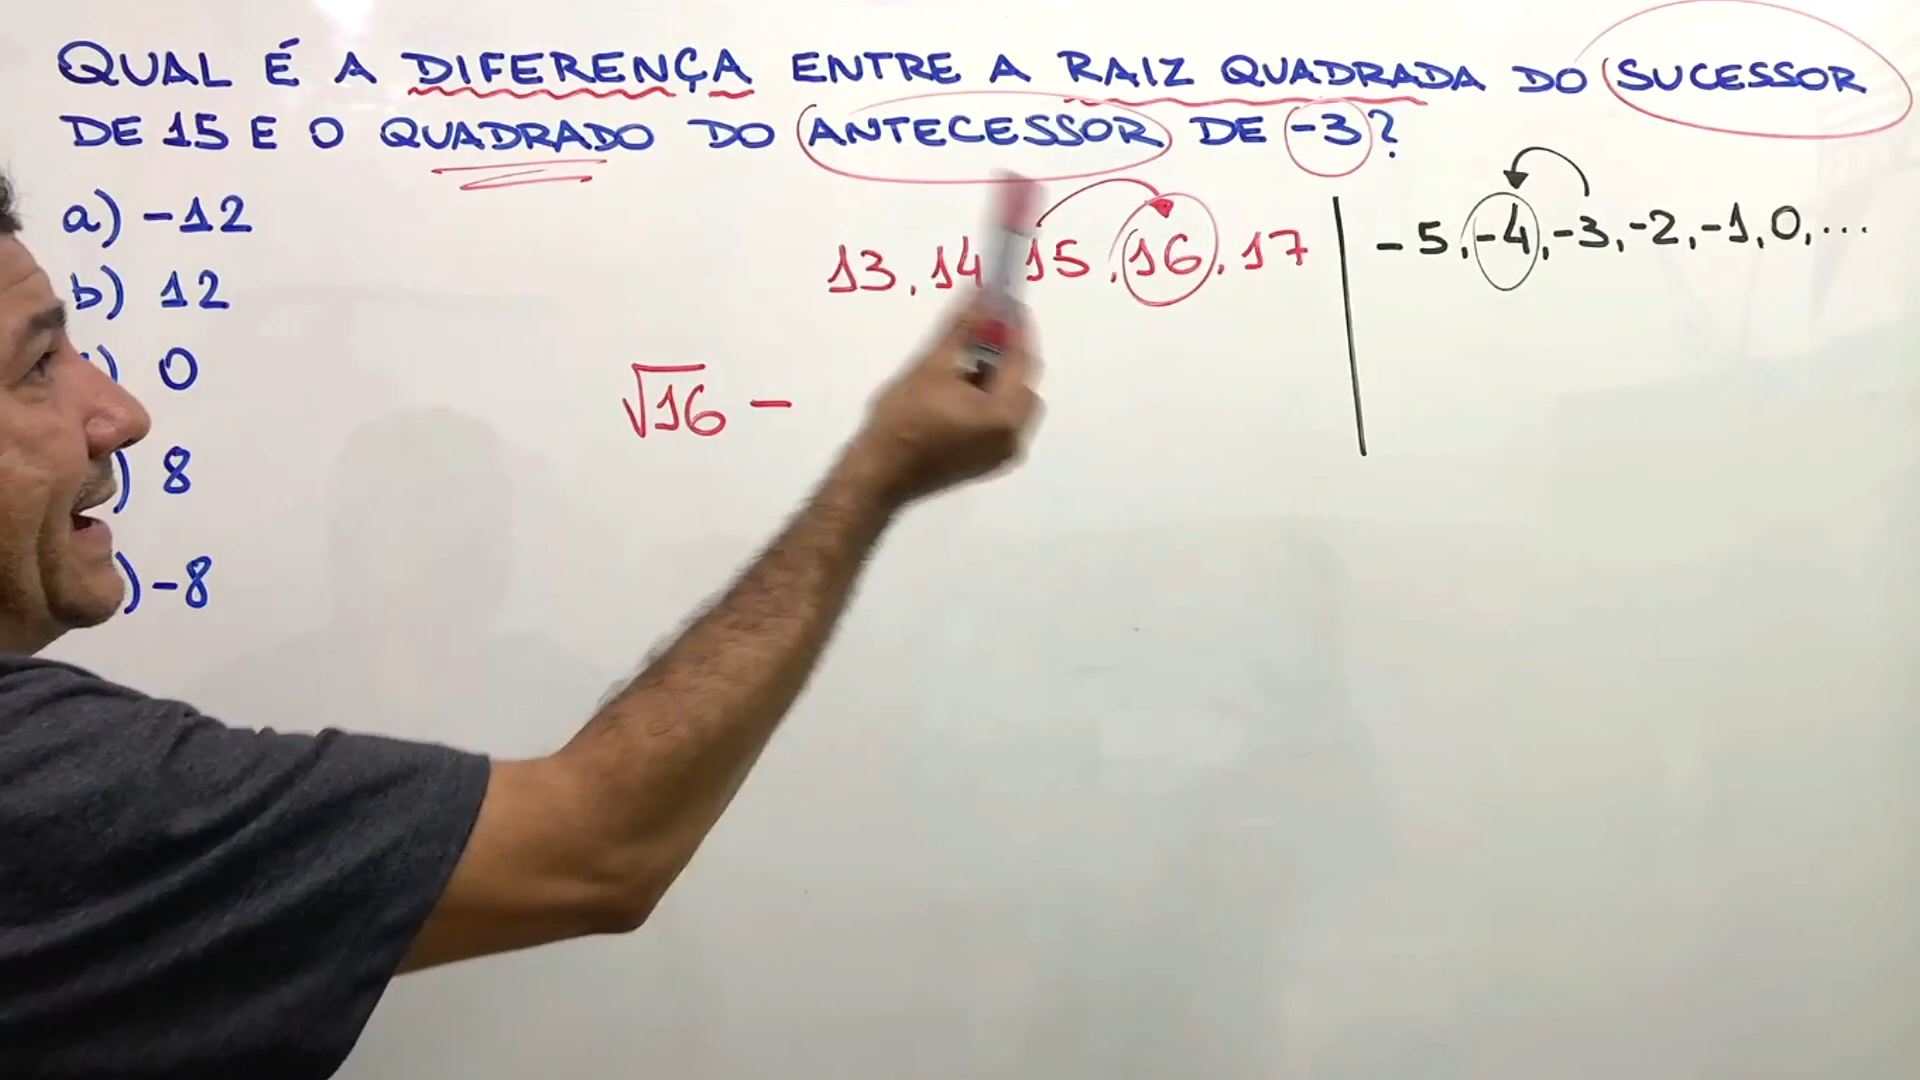 QUAL É A DIFERENÇA ENTRE A RAIZ QUADRADA DO SUCESSOR
DE 15 E O QUADRADO DO ANTECESSOR DE -3?
a) -12
b) 12
) 0
) 8
) -8
13, 14 15, 16, 17
-5, -4, -3, -2, -1, 0, ...
√16 -